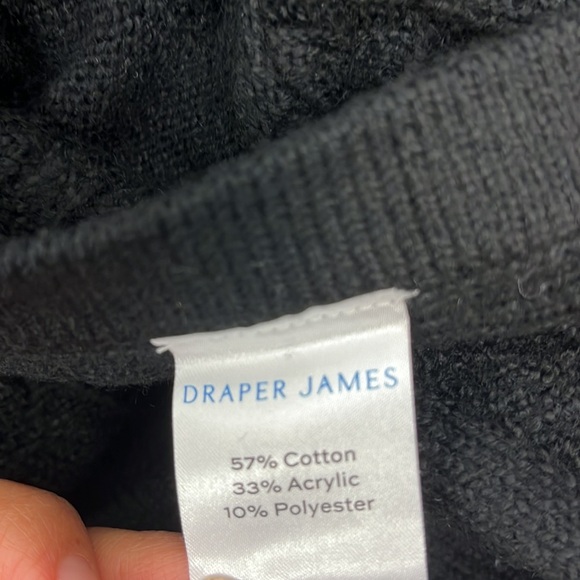 DRAPER JAMES
57% Cotton
33% Acrylic
10% Polyester